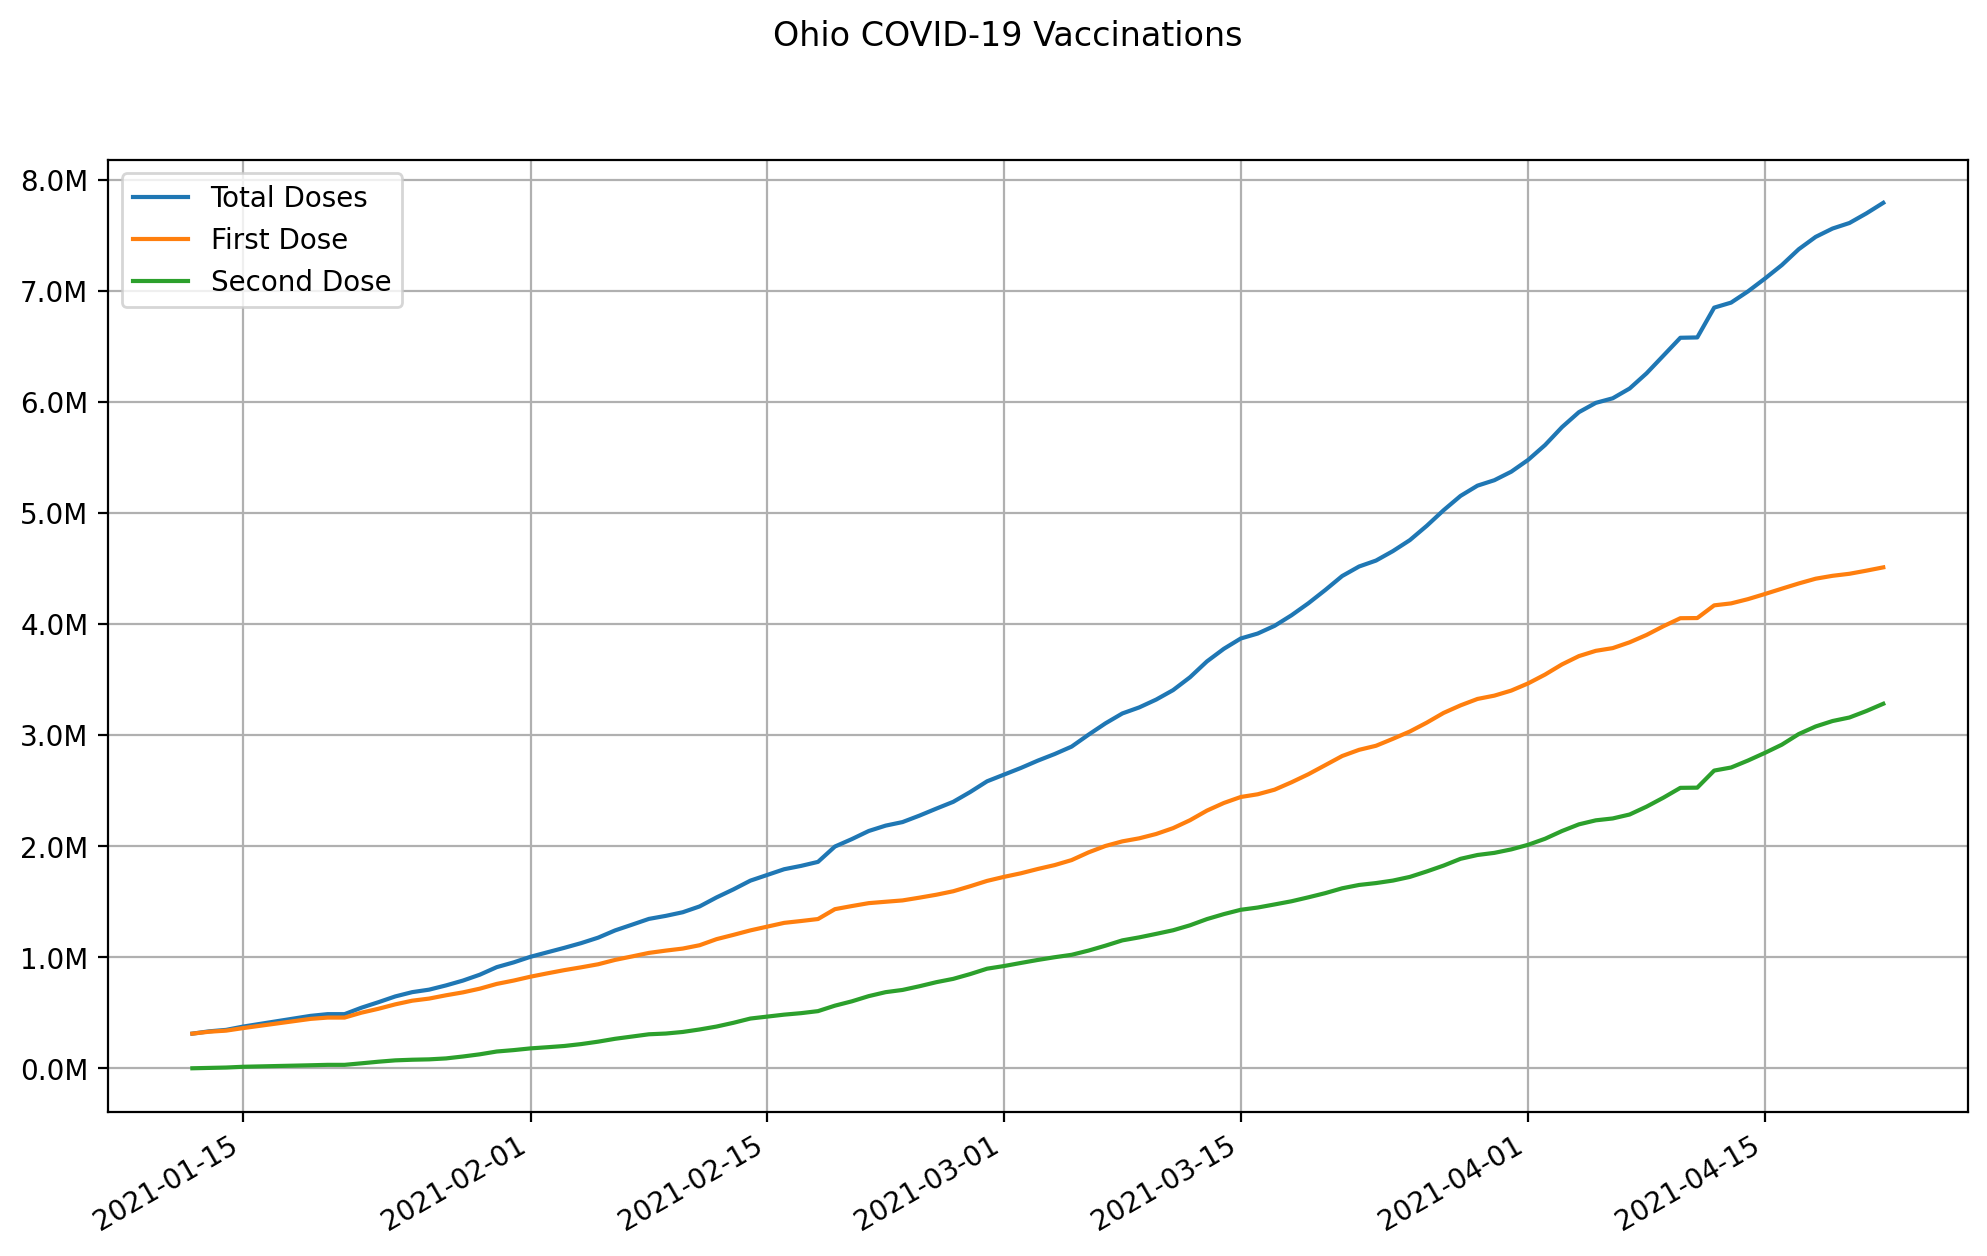 Ohio COVID-19 Vaccinations
8.0M
7.0M
6.0M
5.0M
4.0M
3.0M
2.0M
1.0M
0.0M
Total Doses
First Dose
Second Dose
2021-01-15
2021-02-01
2021-02-15
2021-03-01
2021-03-15
2021-04-01
2021-04-15